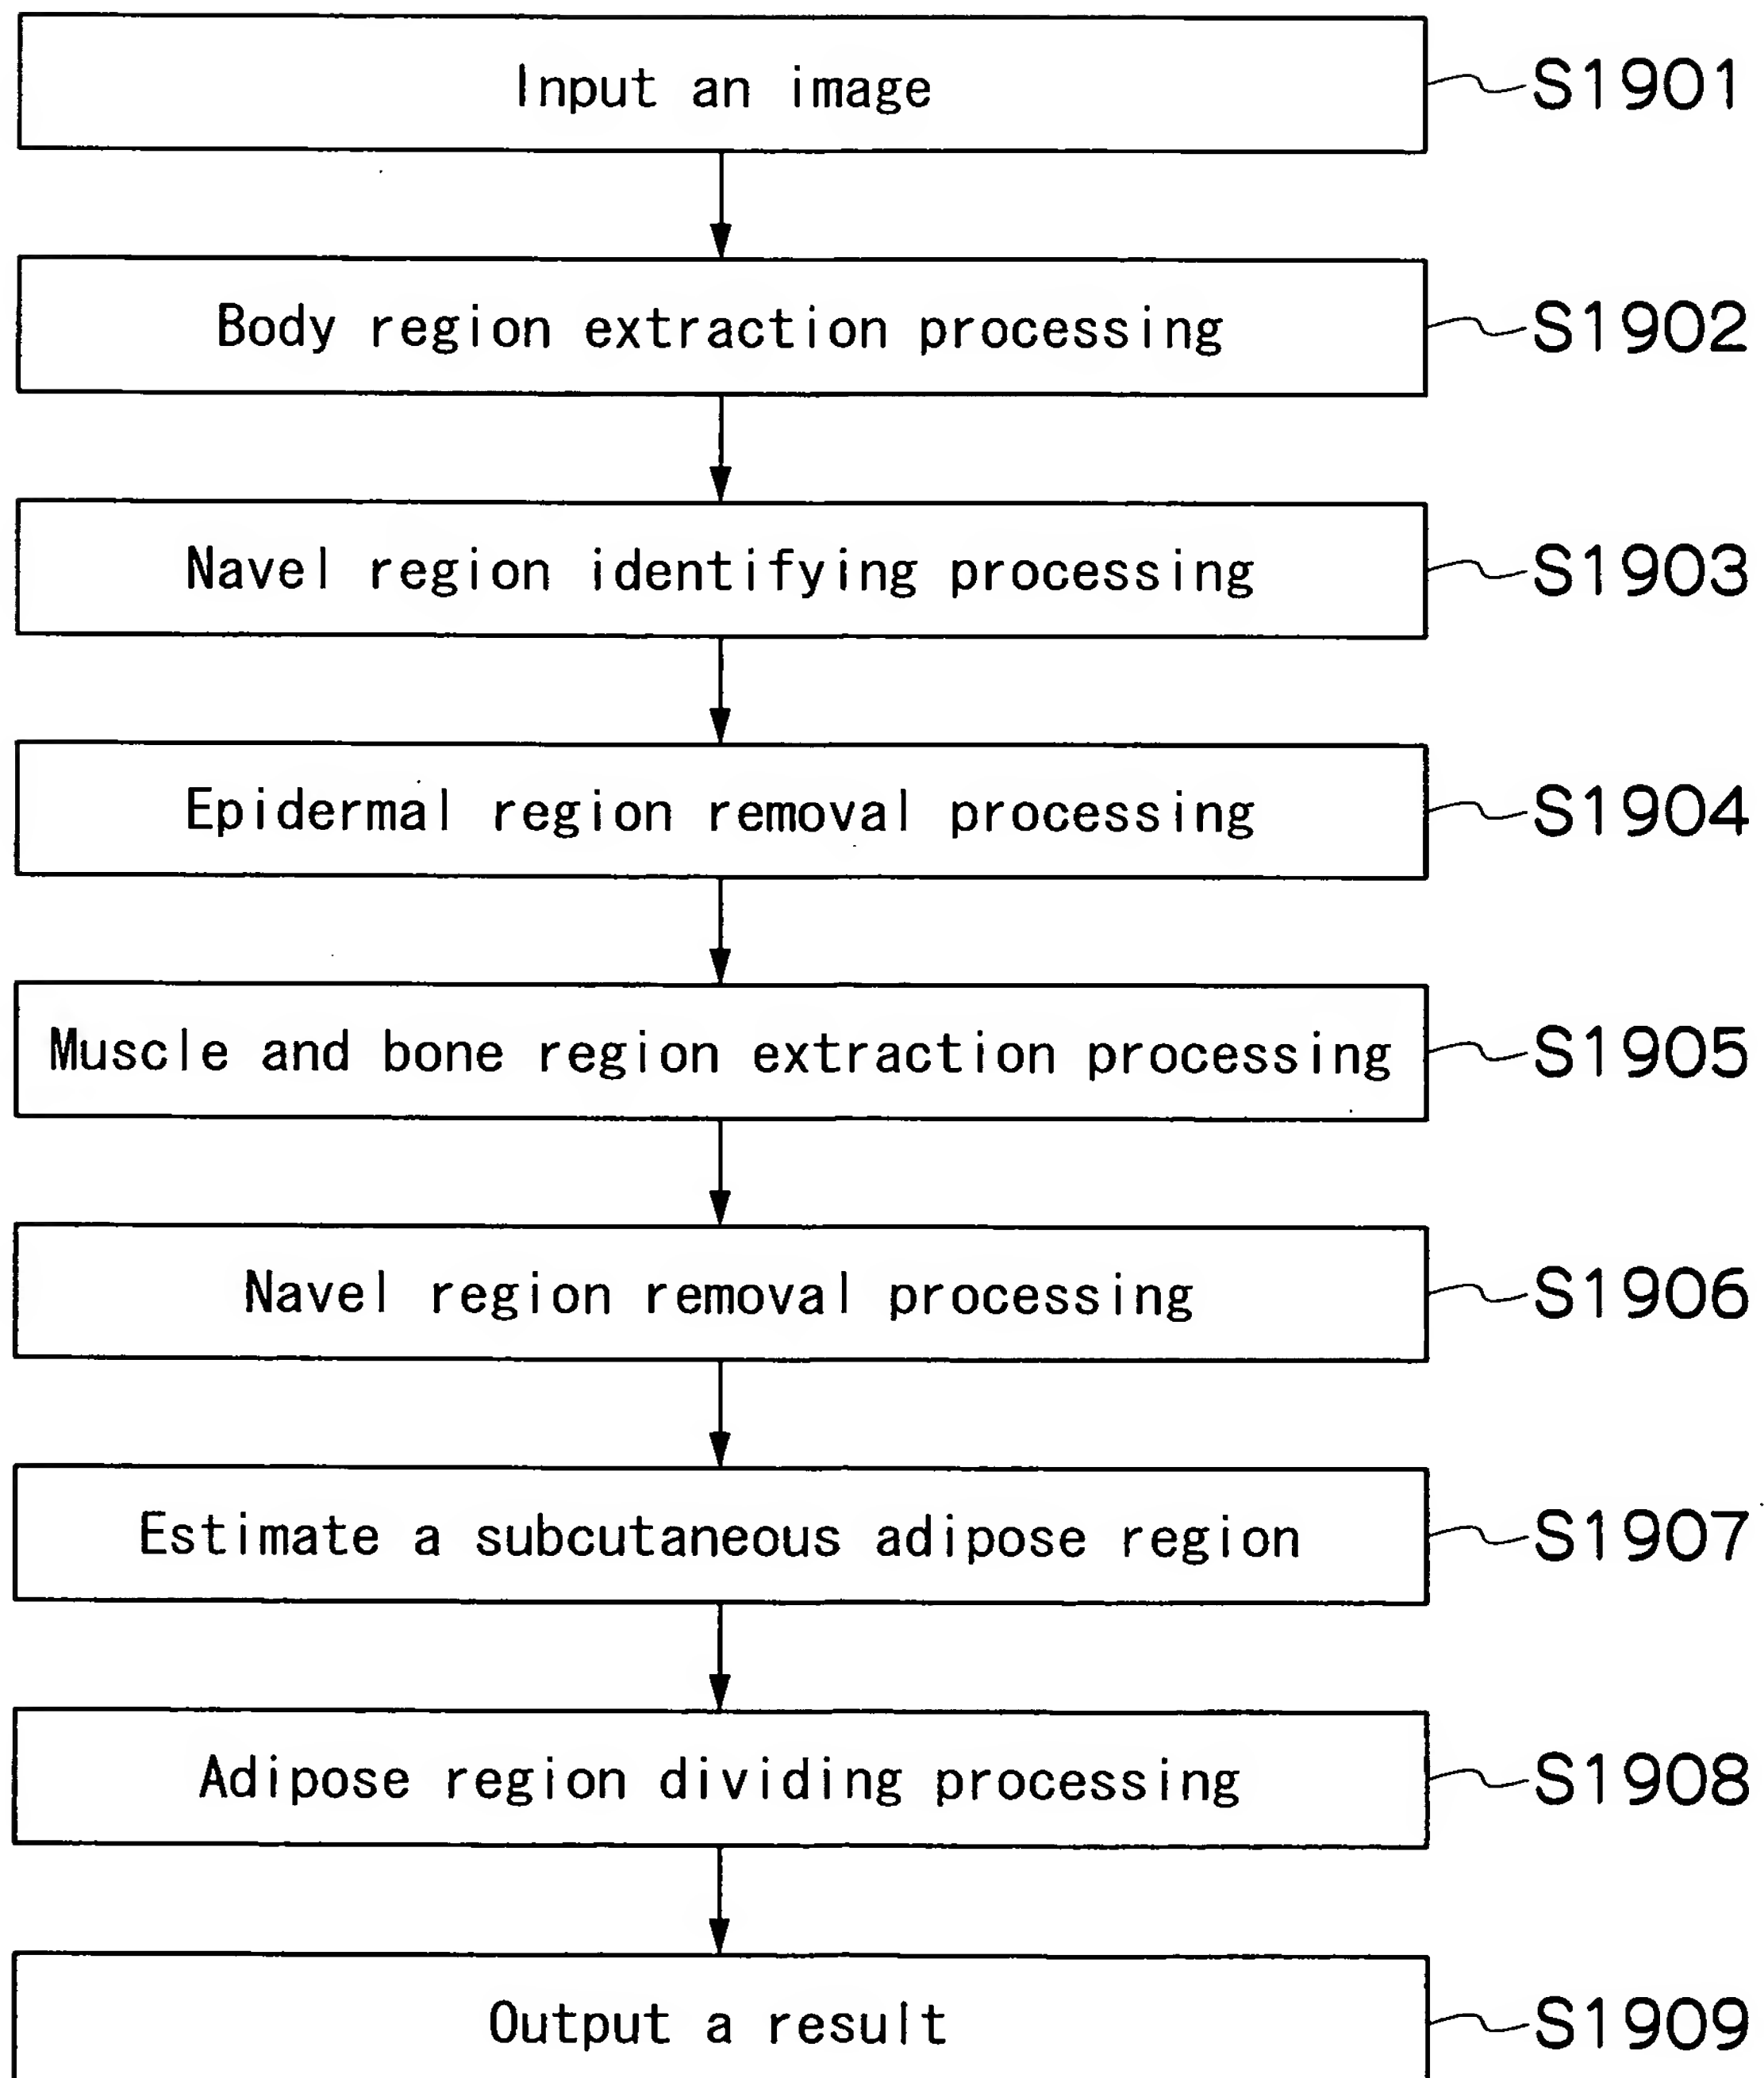 Input an image S1901
Body region extraction processing S1902
Navel region identifying processing S1903
Epidermal region removal processing S1904
Muscle and bone region extraction processing S1905
Navel region removal processing S1906
Estimate a subcutaneous adipose region S1907
Adipose region dividing processing S1908
Output a result S1909